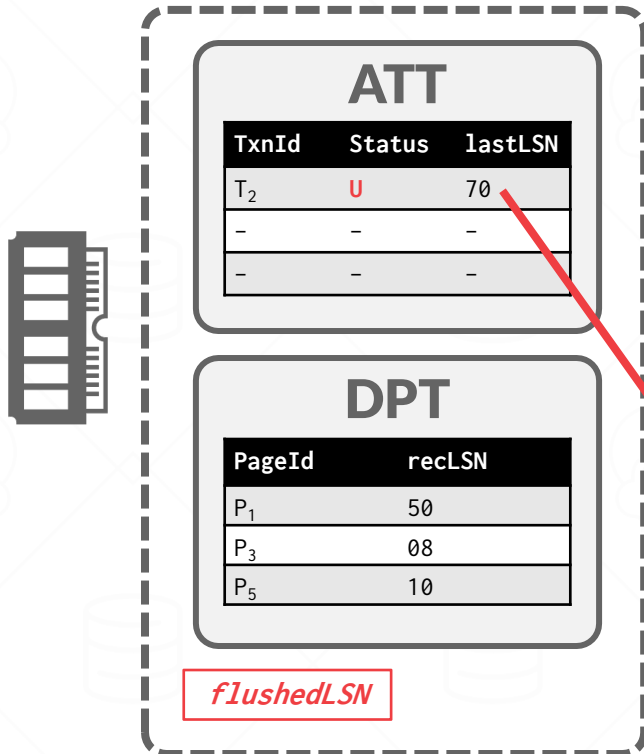 ATT
TxnId Status lastLSN
T₂ U 70
– – –
– – –
DPT
PageId recLSN
P₁ 50
P₃ 08
P₅ 10
flushedLSN